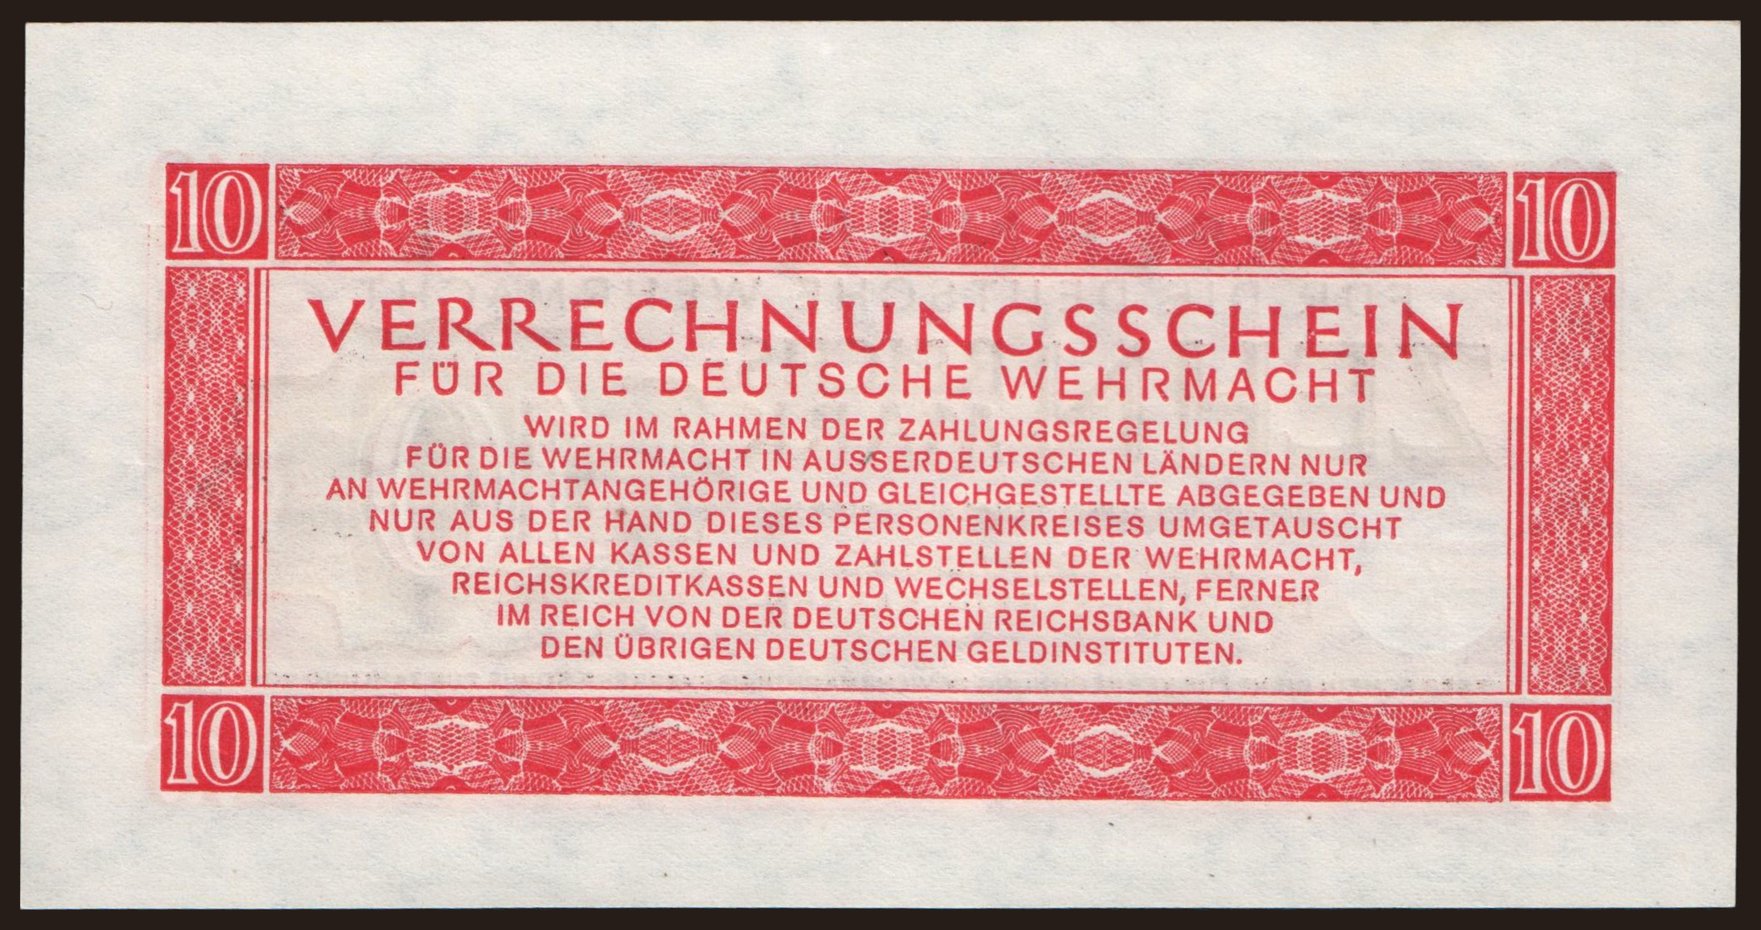 10 10
VERRECHNUNGSSCHEIN
FÜR DIE DEUTSCHE WEHRMACHT
WIRD IM RAHMEN DER ZAHLUNGSREGELUNG
FÜR DIE WEHRMACHT IN AUSSERDEUTSCHEN LÄNDERN NUR
AN WEHRMACHTANGEHÖRIGE UND GLEICHGESTELLTE ABGEGEBEN UND
NUR AUS DER HAND DIESES PERSONENKREISES UMGETAUSCHT
VON ALLEN KASSEN UND ZAHLSTELLEN DER WEHRMACHT,
REICHSKREDITKASSEN UND WECHSELSTELLEN, FERNER
IM REICH VON DER DEUTSCHEN REICHSBANK UND
DEN ÜBRIGEN DEUTSCHEN GELDINSTITUTEN.
10 10